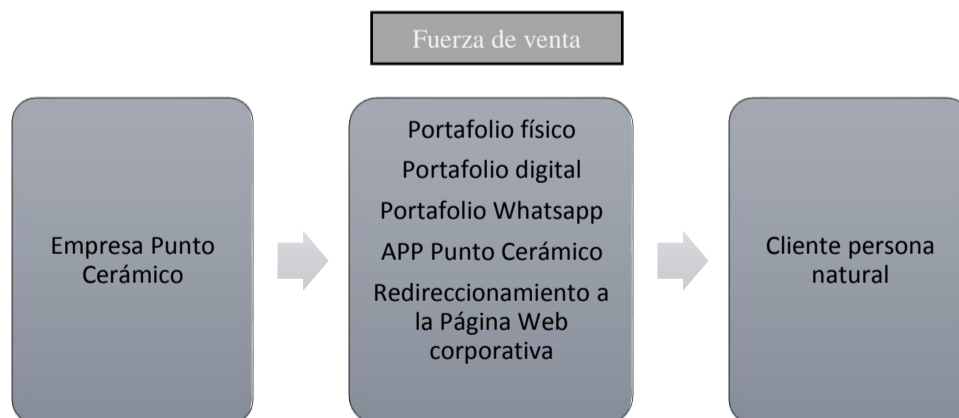 Fuerza de venta
Empresa Punto
Cerámico
Portafolio físico
Portafolio digital
Portafolio Whatsapp
APP Punto Cerámico
Redireccionamiento a
la Página Web
corporativa
Cliente persona
natural